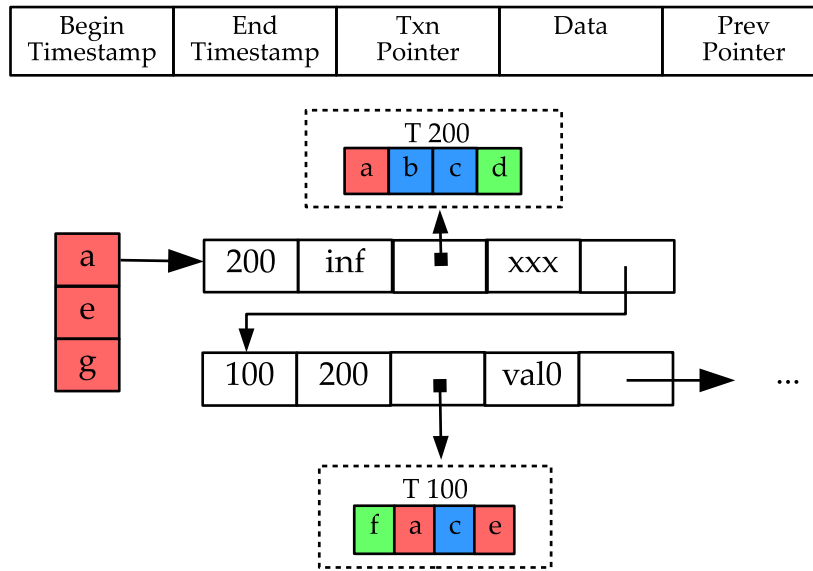 Begin Timestamp
End Timestamp
Txn Pointer
Data
Prev Pointer
T 200
a b c d
a
200 inf xxx
e
g
100 200 val0 ...
T 100
f a c e